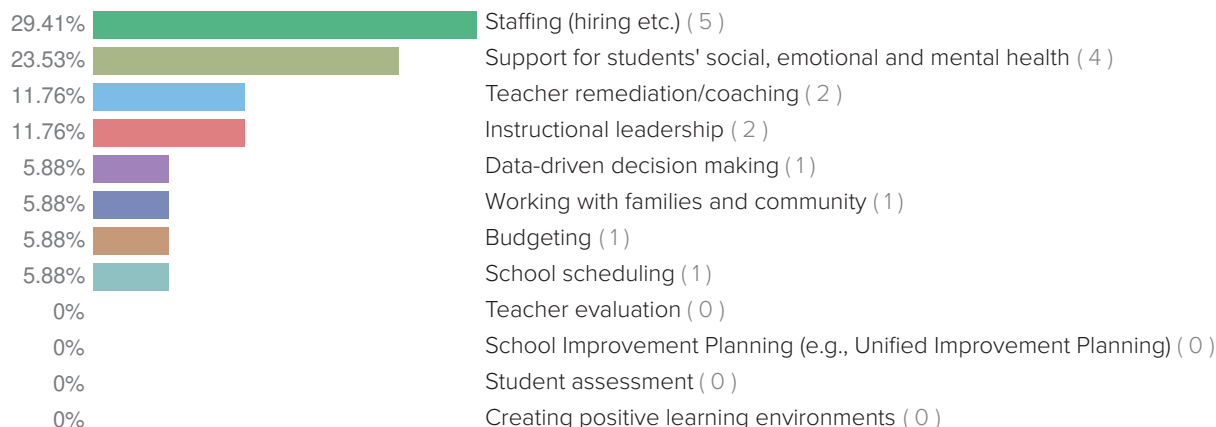 29.41% Staffing (hiring etc.) ( 5 )
23.53% Support for students' social, emotional and mental health ( 4 )
11.76% Teacher remediation/coaching ( 2 )
11.76% Instructional leadership ( 2 )
5.88% Data-driven decision making ( 1 )
5.88% Working with families and community ( 1 )
5.88% Budgeting ( 1 )
5.88% School scheduling ( 1 )
0% Teacher evaluation ( 0 )
0% School Improvement Planning (e.g., Unified Improvement Planning) ( 0 )
0% Student assessment ( 0 )
0% Creating positive learning environments ( 0 )